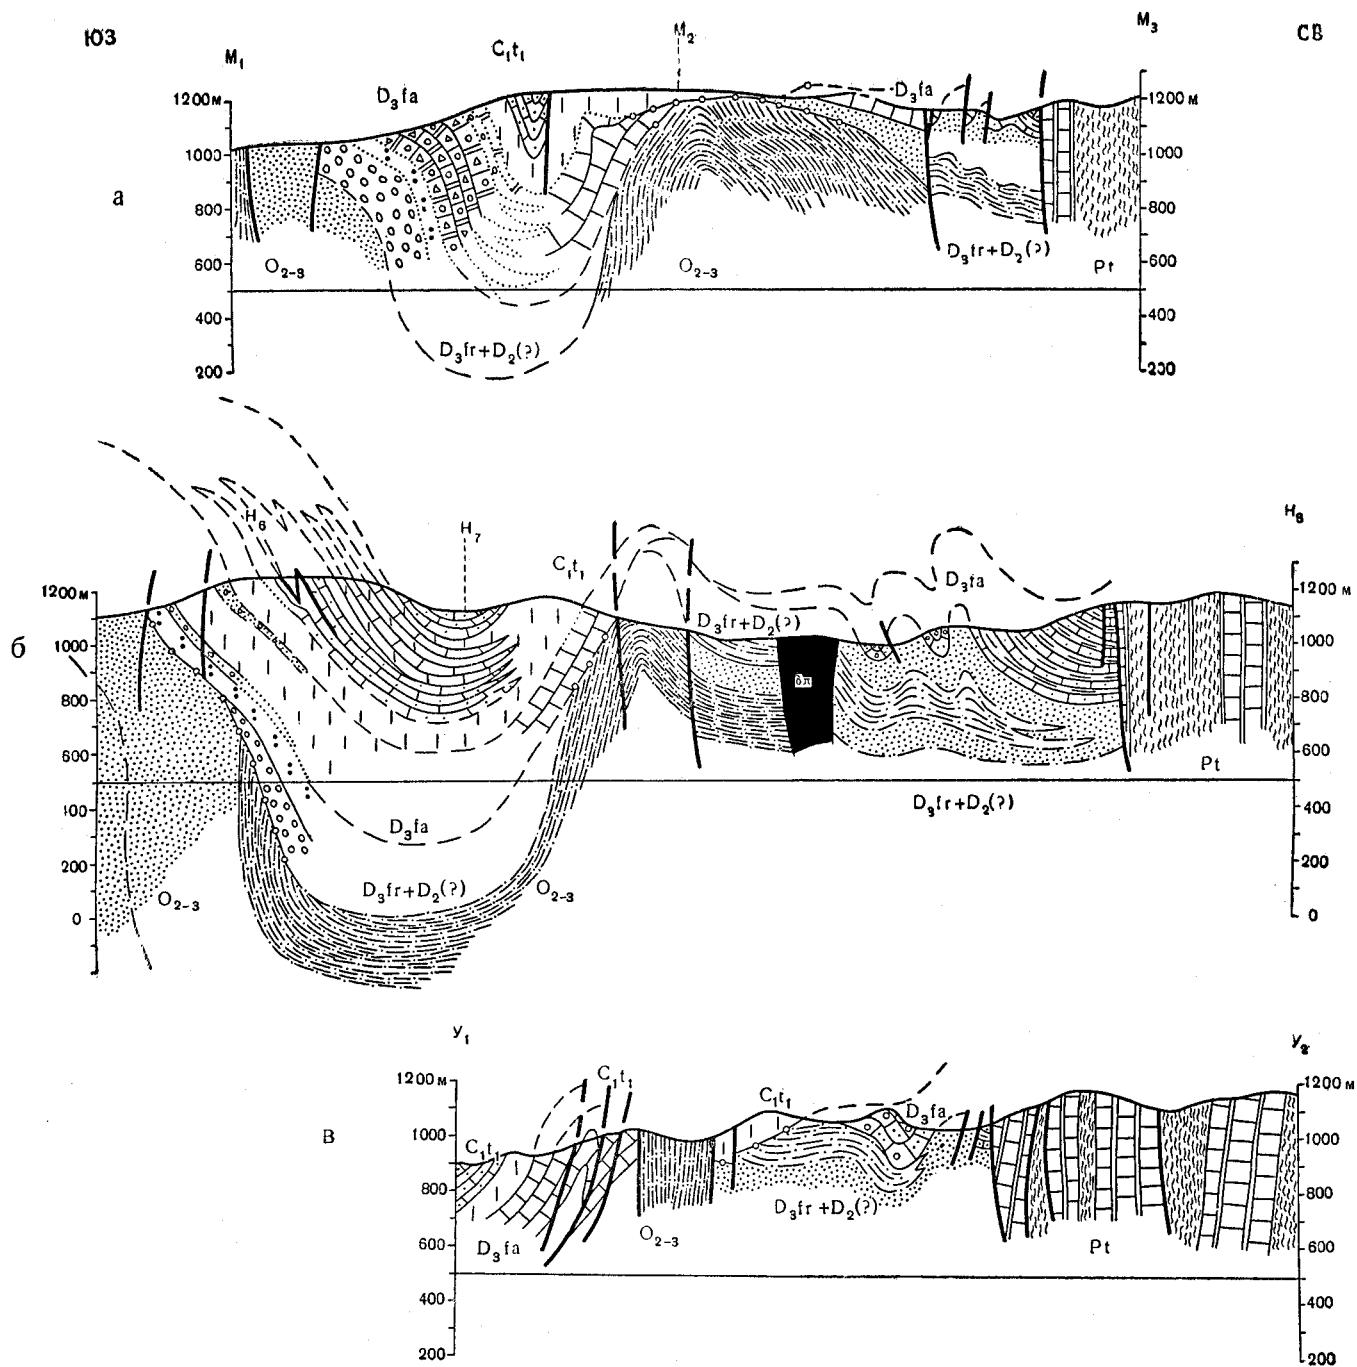 ЮЗ
СВ
M₁
C₁t₁
M₂
M₃
D₃fa
D₃fa
1200 м
1000
800
600
400
200
1200 м
1000
800
600
400
200
а
O₂₋₃
O₂₋₃
D₃fr+D₂(?)
Pt
D₃fr+D₂(?)
H₆
H₇
H₈
C₁t₁
D₃fa
D₃fr+D₂(?)
1200 м
1000
800
600
400
200
0
1200 м
1000
800
600
400
200
0
б
δπ
Pt
D₃fr+D₂(?)
D₃fa
D₃fr+D₂(?)
O₂₋₃
O₂₋₃
У₁
У₂
C₁t₁
C₁t₁
D₃fa
C₁t₁
1200 м
1000
800
600
400
200
1200 м
1000
800
600
400
200
в
D₃fa
O₂₋₃
D₃fr+D₂(?)
Pt